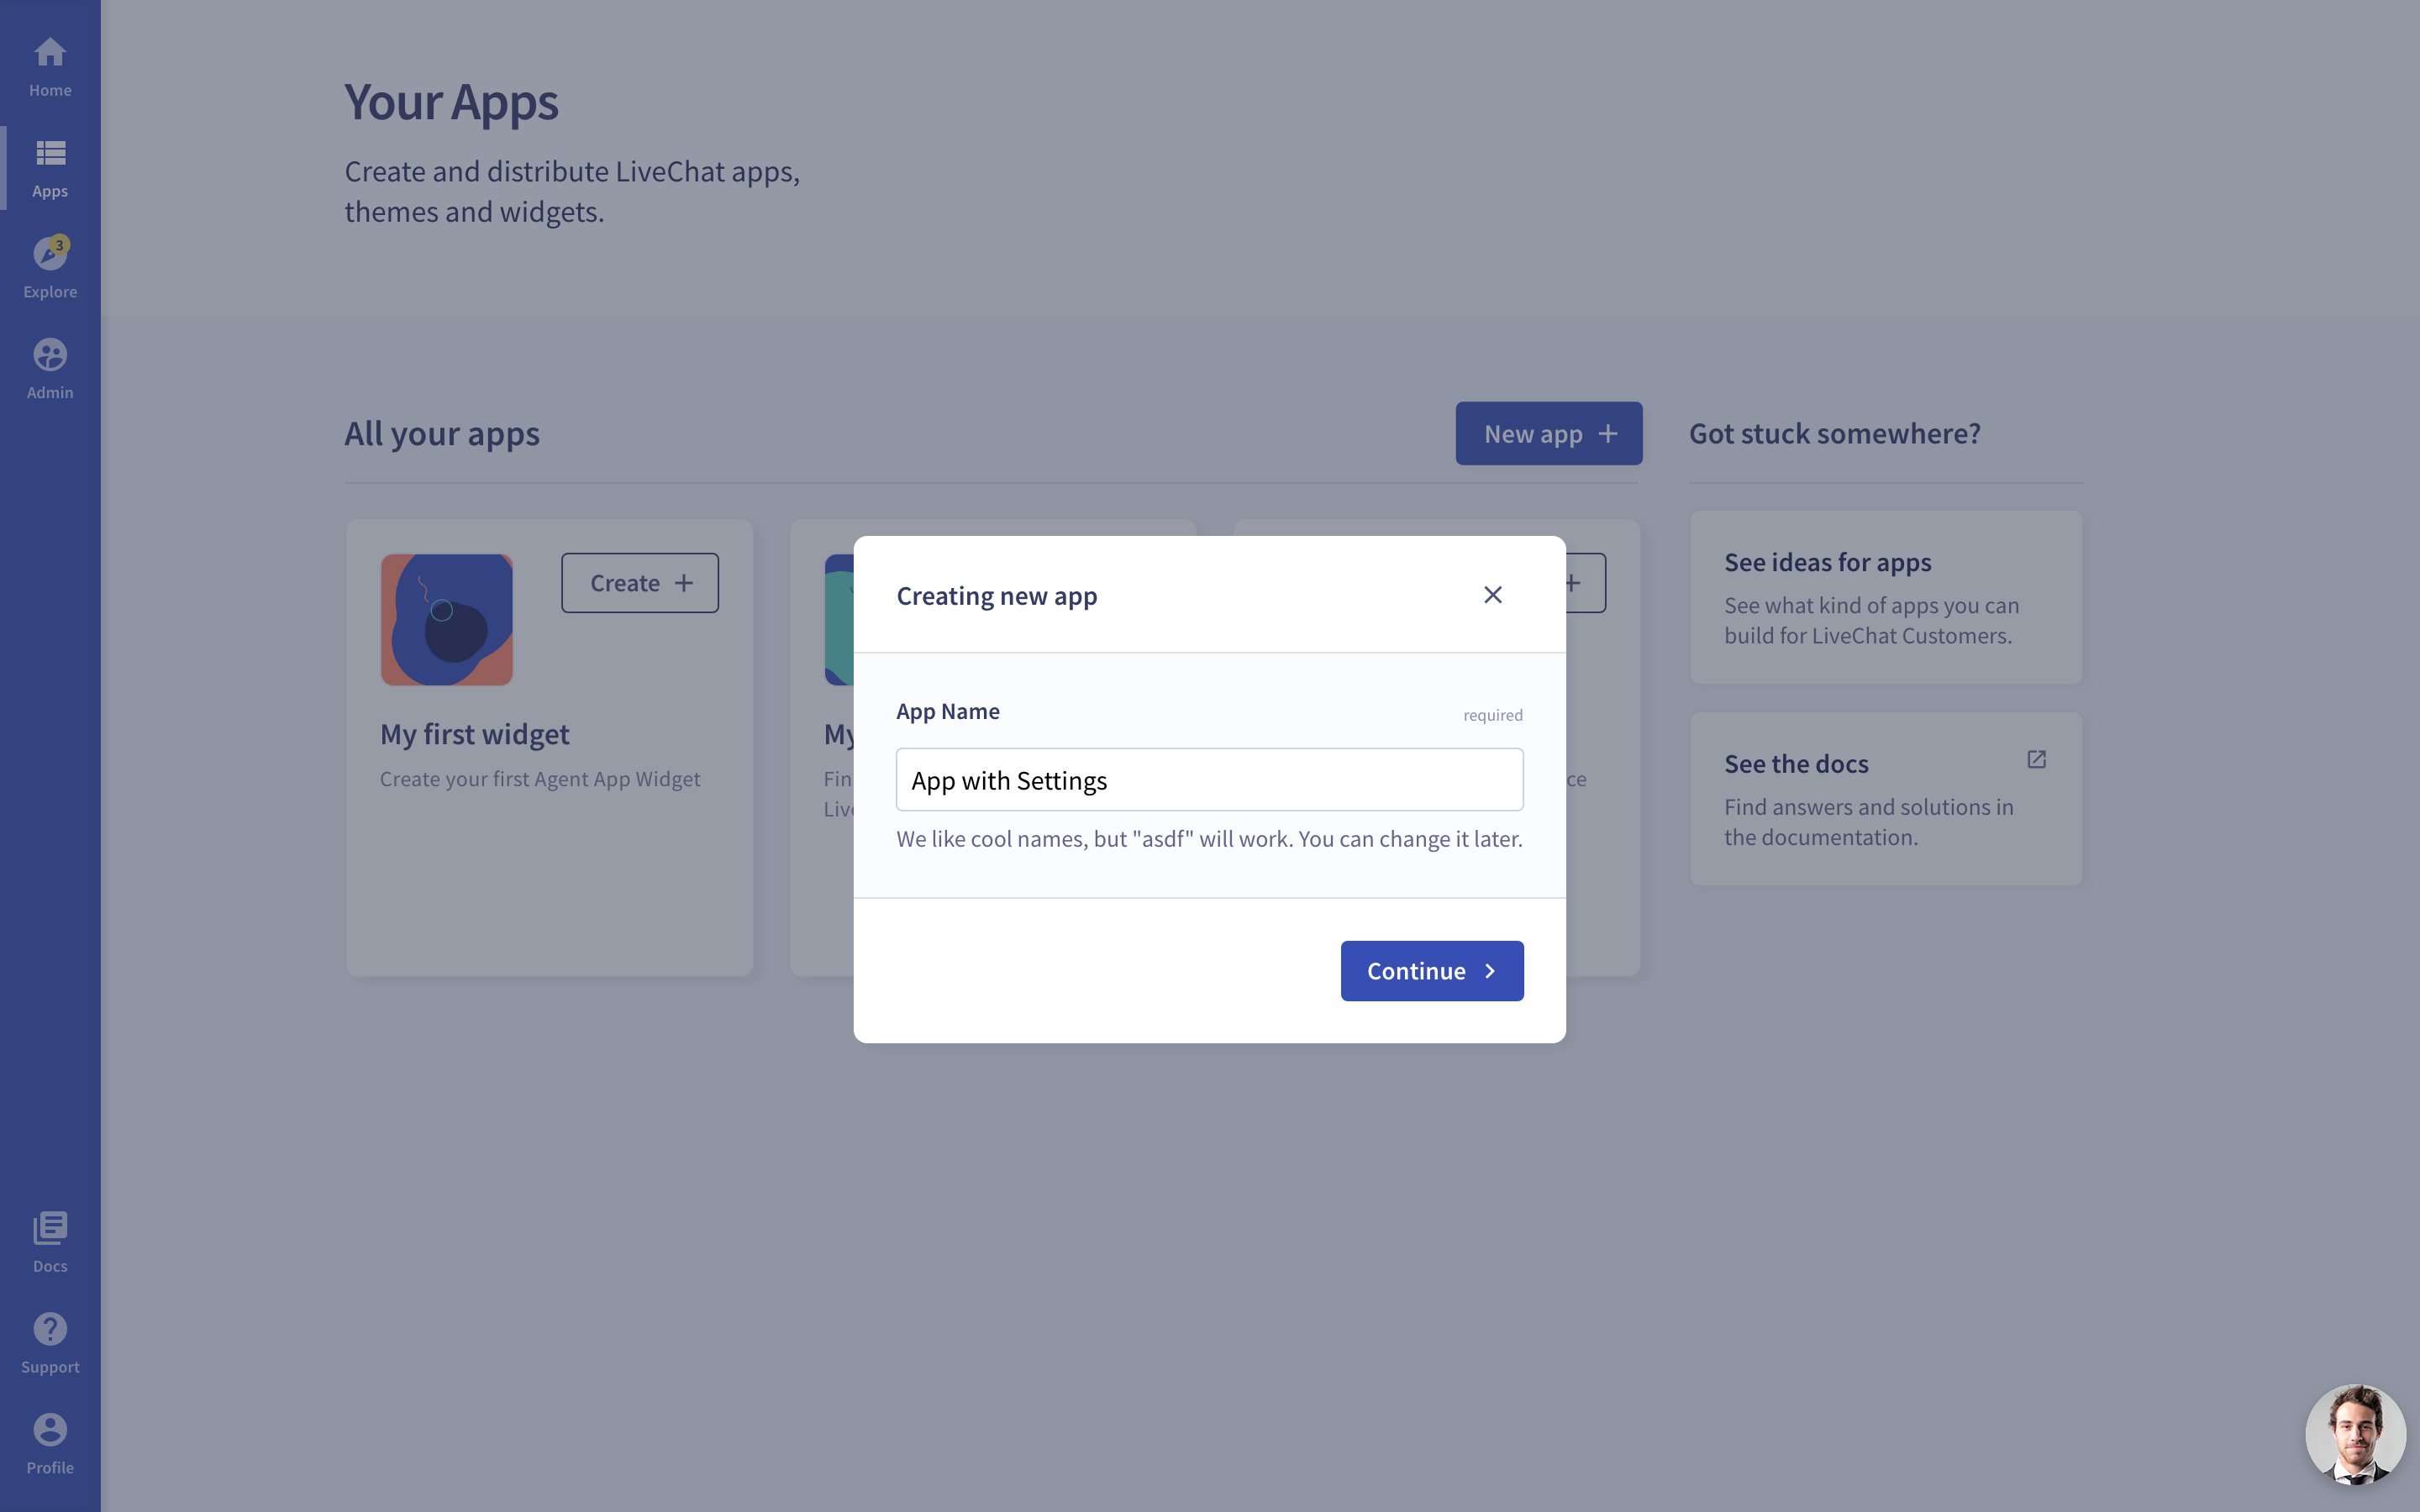 Home
Apps
3
Explore
Admin
Docs
Support
Profile
Your Apps
Create and distribute LiveChat apps,
themes and widgets.
All your apps
New app +
Got stuck somewhere?
Create +
My first widget
Create your first Agent App Widget
My
Creating new app
App Name
required
App with Settings
We like cool names, but "asdf" will work. You can change it later.
Continue
See ideas for apps
See what kind of apps you can
build for LiveChat Customers.
See the docs
Find answers and solutions in
the documentation.